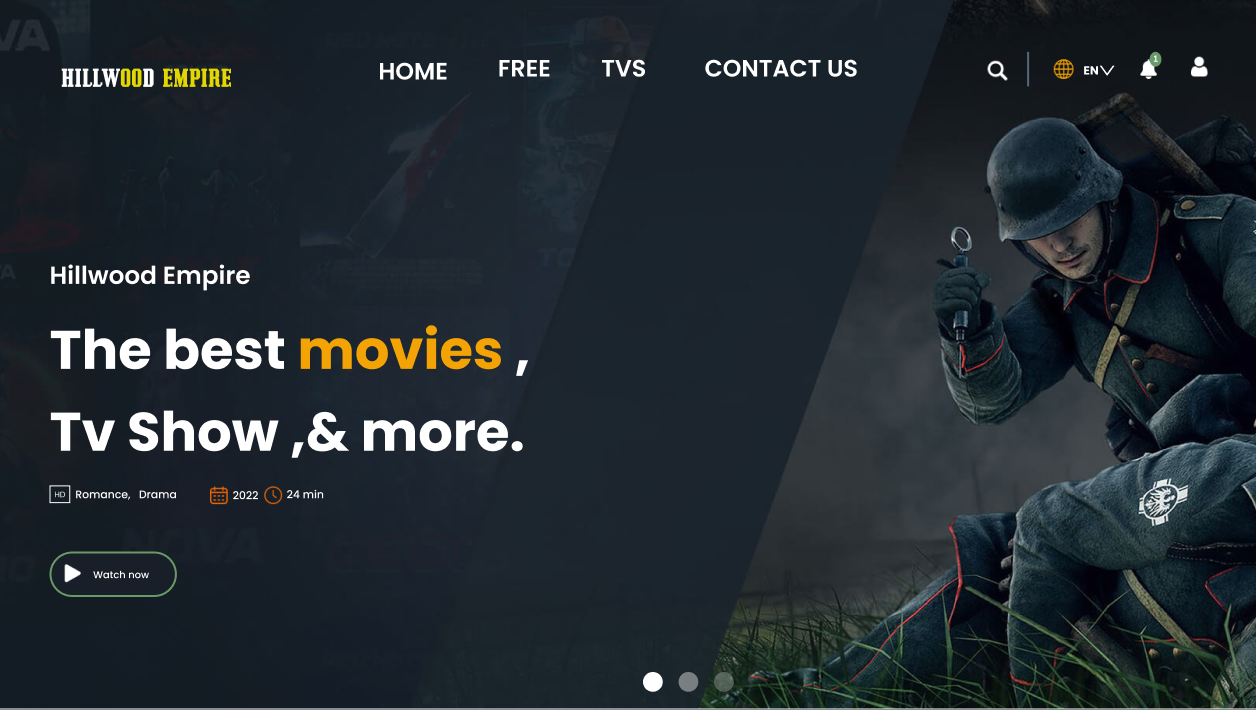 HILLWOOD EMPIRE
HOME FREE TVS CONTACT US
EN
1
Hillwood Empire
The best movies ,
Tv Show ,& more.
HD Romance, Drama 2022 24 min
Watch now
NOVA